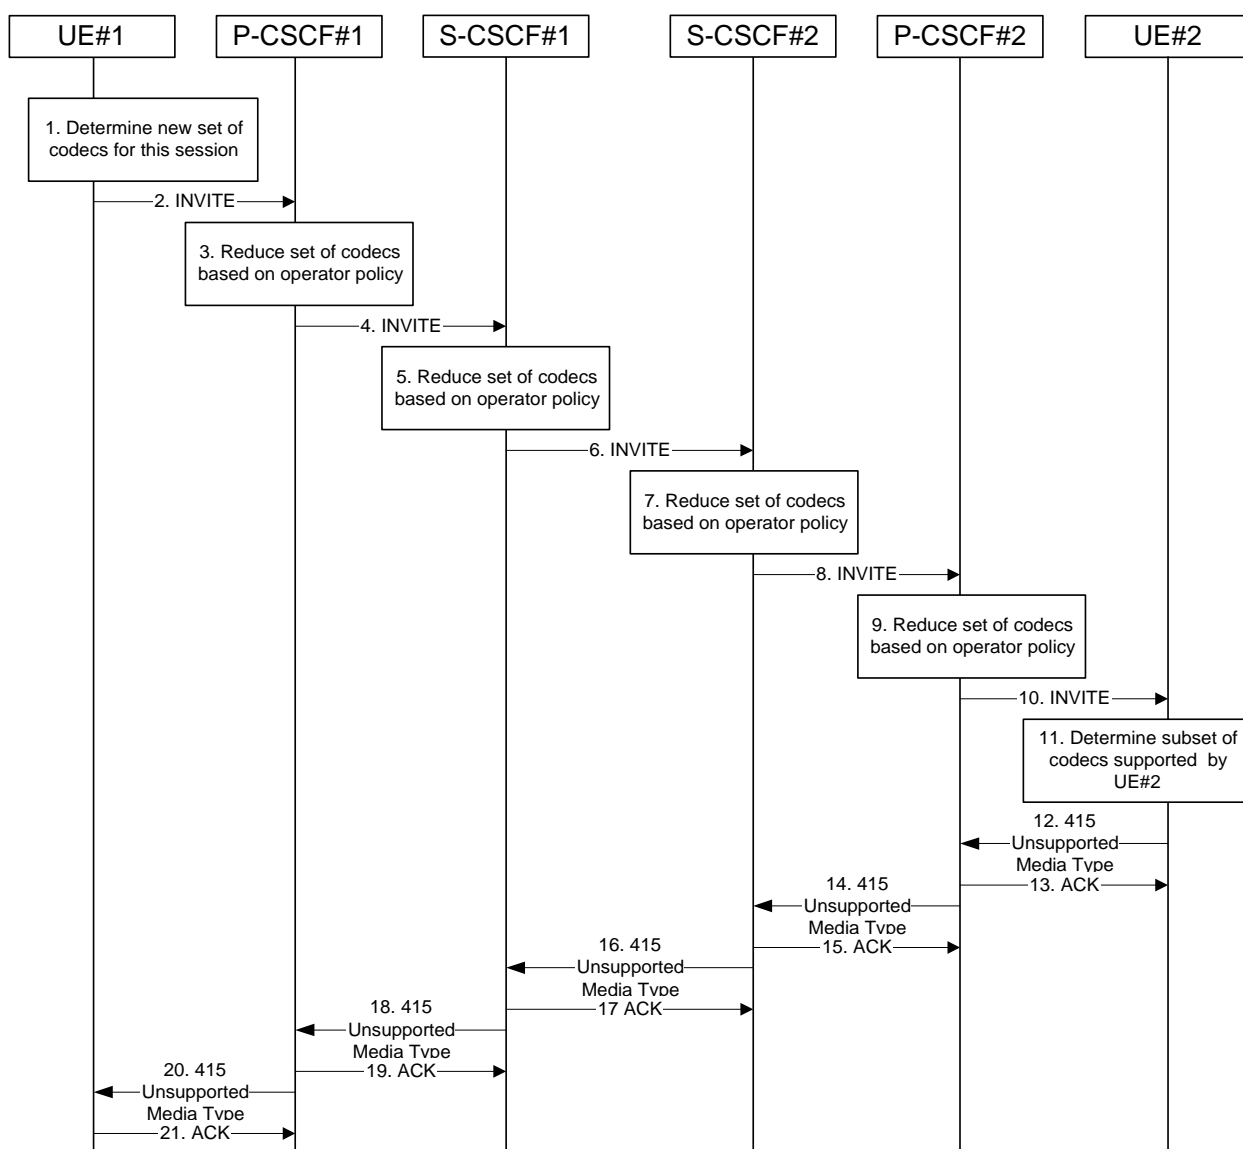 UE#1
P-CSCF#1
S-CSCF#1
S-CSCF#2
P-CSCF#2
UE#2
1. Determine new set of
codecs for this session
2. INVITE
3. Reduce set of codecs
based on operator policy
4. INVITE
5. Reduce set of codecs
based on operator policy
6. INVITE
7. Reduce set of codecs
based on operator policy
8. INVITE
9. Reduce set of codecs
based on operator policy
10. INVITE
11. Determine subset of
codecs supported by
UE#2
12. 415
Unsupported
Media Type
13. ACK
14. 415
Unsupported
Media Type
15. ACK
16. 415
Unsupported
Media Type
17 ACK
18. 415
Unsupported
Media Type
19. ACK
20. 415
Unsupported
Media Type
21. ACK